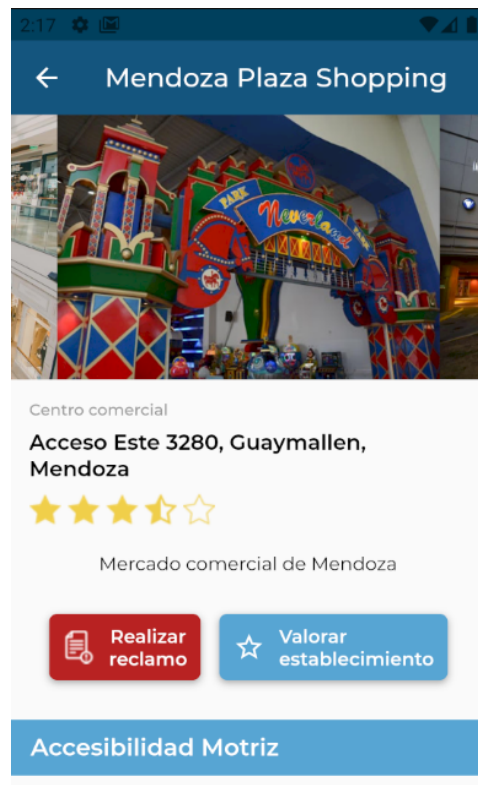 2:17
Mendoza Plaza Shopping
PARK
Neverland
PARK
Centro comercial
Acceso Este 3280, Guaymallen,
Mendoza
Mercado comercial de Mendoza
Realizar
reclamo
Valorar
establecimiento
Accesibilidad Motriz